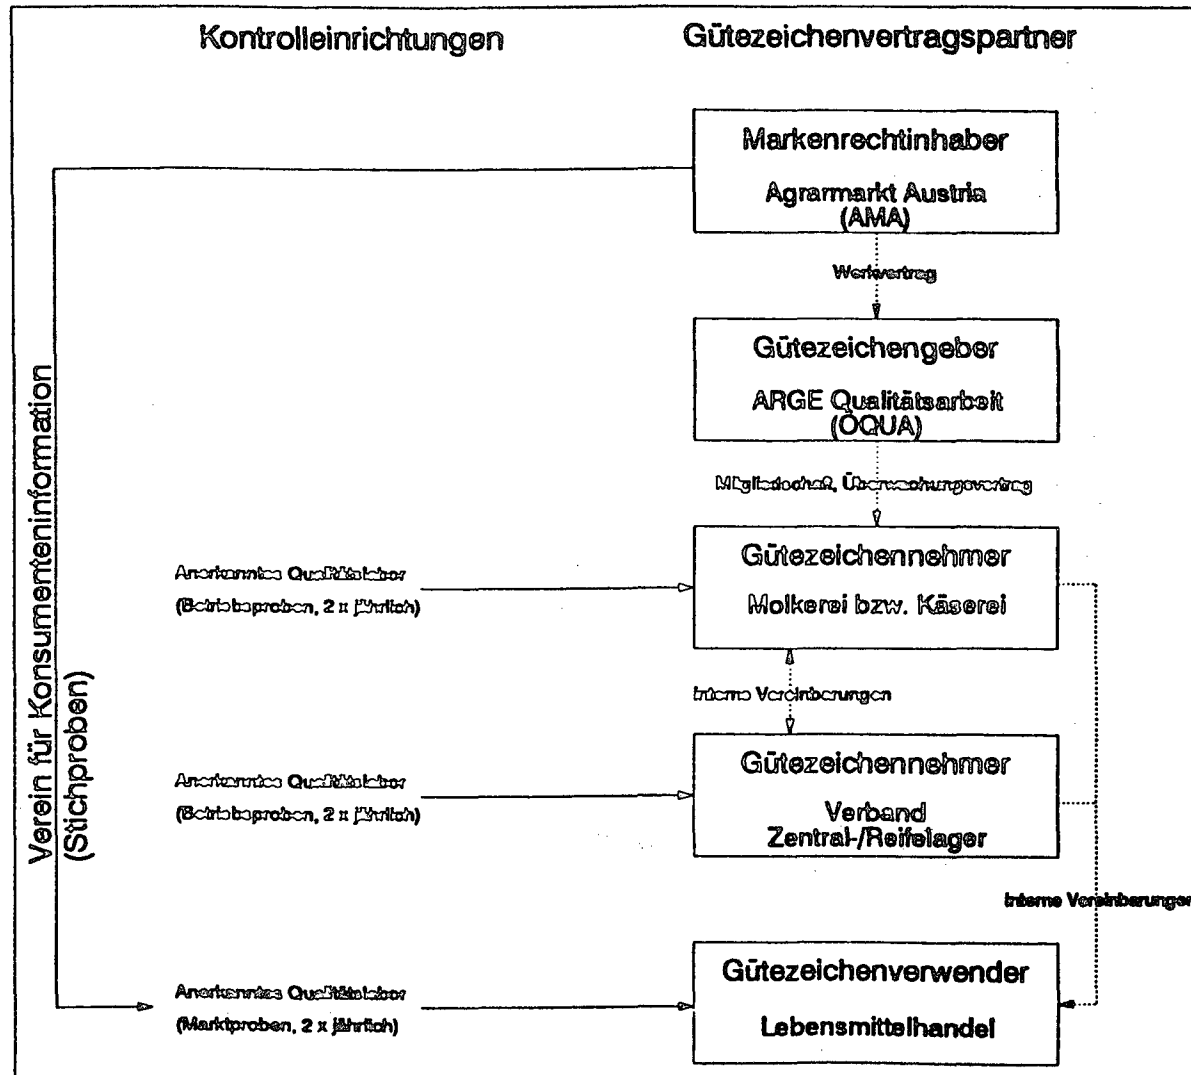 Kontrolleinrichtungen
Gütezeichenvertragspartner
Markenrechtinhaber
Agrarmarkt Austria
(AMA)
Werkvertrag
Gütezeichengeber
ARGE Qualitätsarbeit
(ÖQUA)
Mitgliedschaft, Überwachungsvertrag
Verein für Konsumenteninformation
(Stichproben)
Anerkanntes Qualitätslabor
(Betriebsproben, 2 x jährlich)
Gütezeichennehmer
Molkerei bzw. Käserei
Interne Vereinbarungen
Anerkanntes Qualitätslabor
(Betriebsproben, 2 x jährlich)
Gütezeichennehmer
Verband
Zentral-/Reifelager
Interne Vereinbarungen
Anerkanntes Qualitätslabor
(Marktproben, 2 x jährlich)
Gütezeichenverwender
Lebensmittelhandel